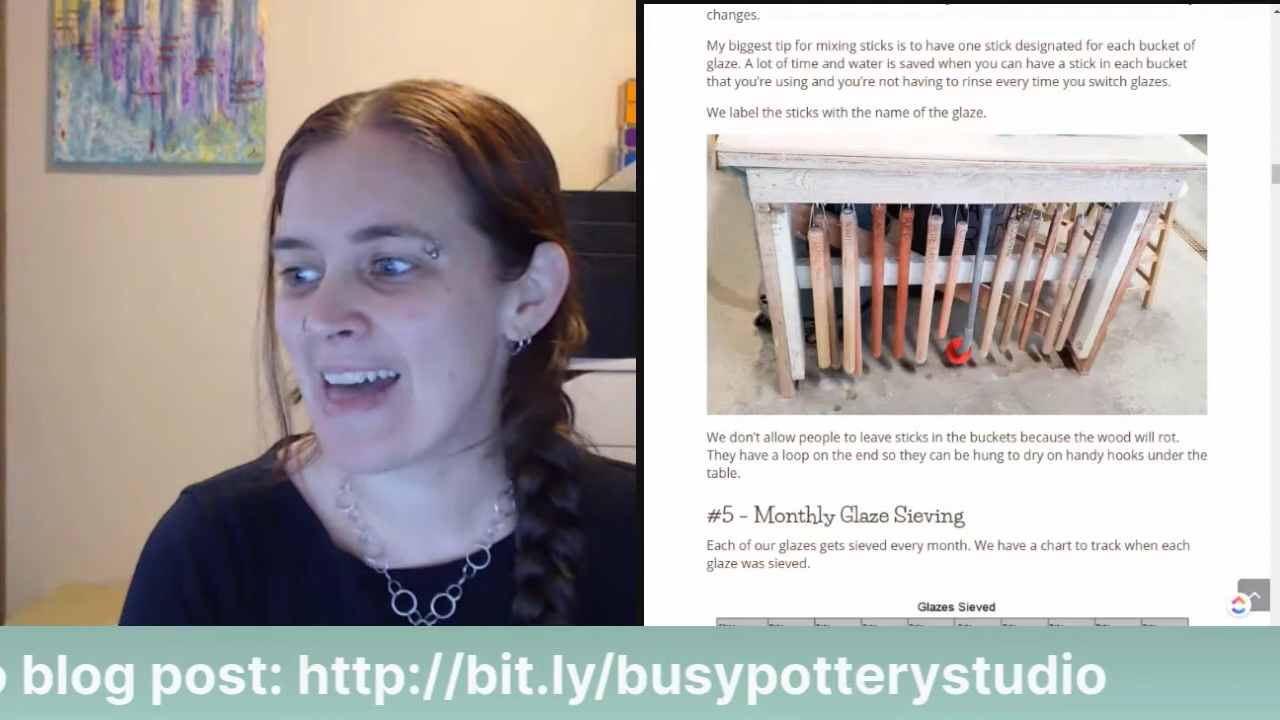 changes.
My biggest tip for mixing sticks is to have one stick designated for each bucket of
glaze. A lot of time and water is saved when you can have a stick in each bucket
that you're using and you're not having to rinse every time you switch glazes.
We label the sticks with the name of the glaze.
We don't allow people to leave sticks in the buckets because the wood will rot.
They have a loop on the end so they can be hung to dry on handy hooks under the
table.
#5 – Monthly Glaze Sieving
Each of our glazes gets sieved every month. We have a chart to track when each
glaze was sieved.
Glazes Sieved
blog post: http://bit.ly/busypotterystudio